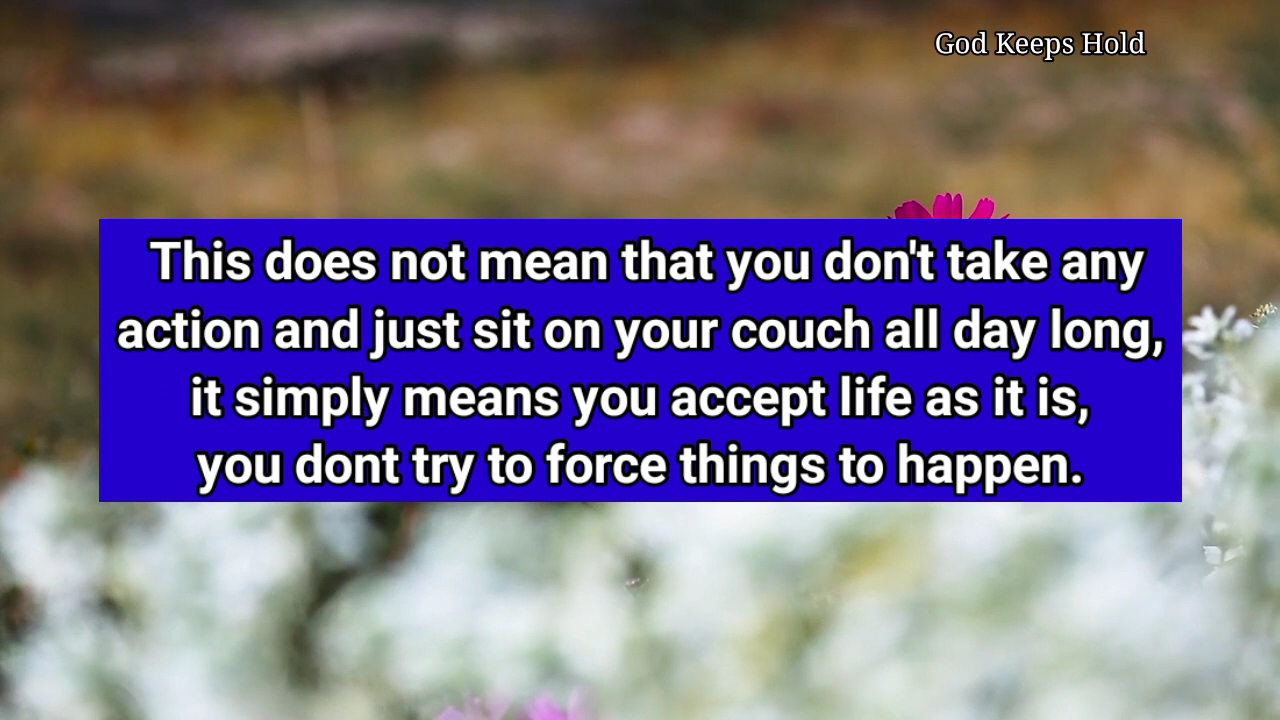 God Keeps Hold
This does not mean that you don't take any
action and just sit on your couch all day long,
it simply means you accept life as it is,
you dont try to force things to happen.